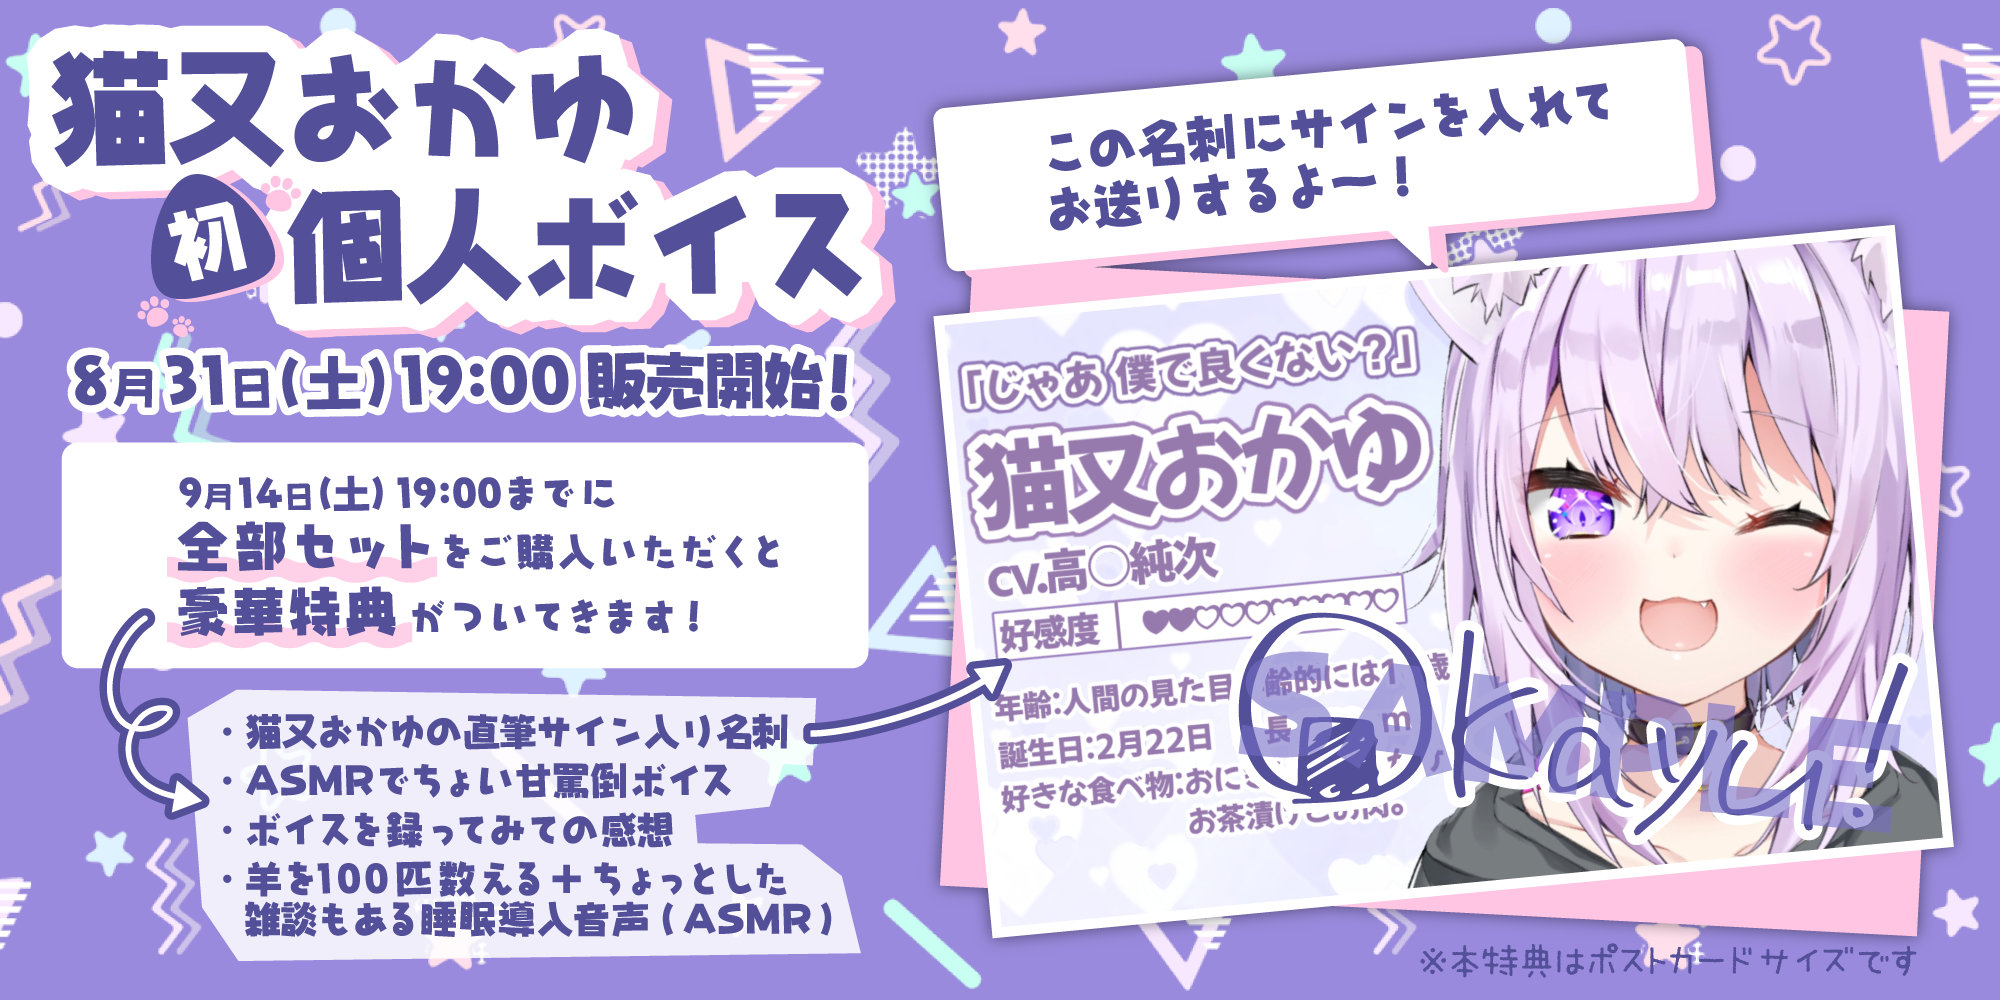 猫又おかゆ
初
個人ボイス
8月31日(土)19:00 販売開始!
9月14日(土)19:00までに
全部セットをご購入いただくと
豪華特典がついてきます!
・猫又おかゆの直筆サイン入り名刺
・ASMRでちょい甘罵倒ボイス
・ボイスを録ってみての感想
・羊を100匹数える+ちょっとした
雑談もある睡眠導入音声(ASMR)
この名刺にサインを入れて
お送りするよ〜!
「じゃあ 僕で良くない?」
猫又おかゆ
CV.高◯純次
好感度
年齢:人間の見た目 齢的には1 歳
誕生日:2月22日 長 m
好きな食べ物:おに
お茶漬け
SAMPLE
Okayu!
※本特典はポストカードサイズです